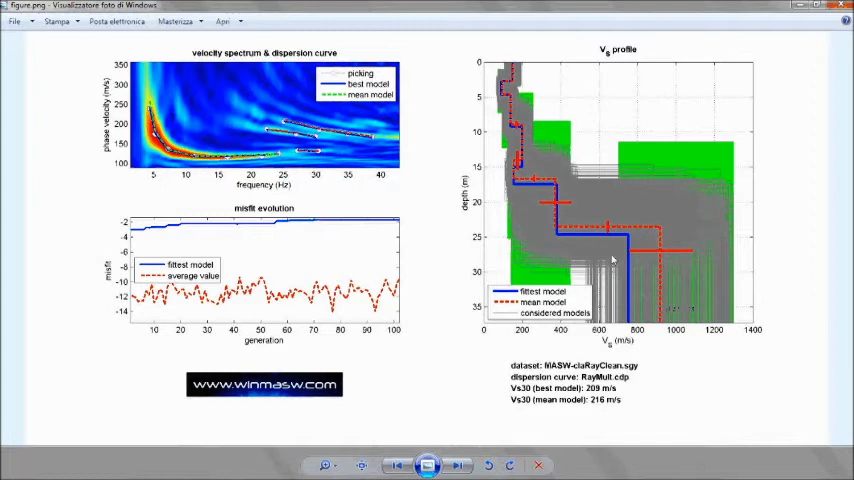 figure.png - Visualizzatore foto di Windows
File Stampa Posta elettronica Masterizza Apri
velocity spectrum & dispersion curve
phase velocity (m/s)
350
300
250
200
150
100
5 10 15 20 25 30 35 40
frequency (Hz)
picking
best model
mean model
misfit evolution
misfit
-2
-4
-6
-8
-10
-12
-14
10 20 30 40 50 60 70 80 90 100
generation
fittest model
average value
www.winmasw.com
VS profile
depth (m)
0
5
10
15
20
25
30
35
0 200 400 600 800 1000 1200 1400
VS (m/s)
fittest model
mean model
considered models
dataset: MASW-claRayClean.sgy
dispersion curve: RayMult.cdp
Vs30 (best model): 209 m/s
Vs30 (mean model): 216 m/s